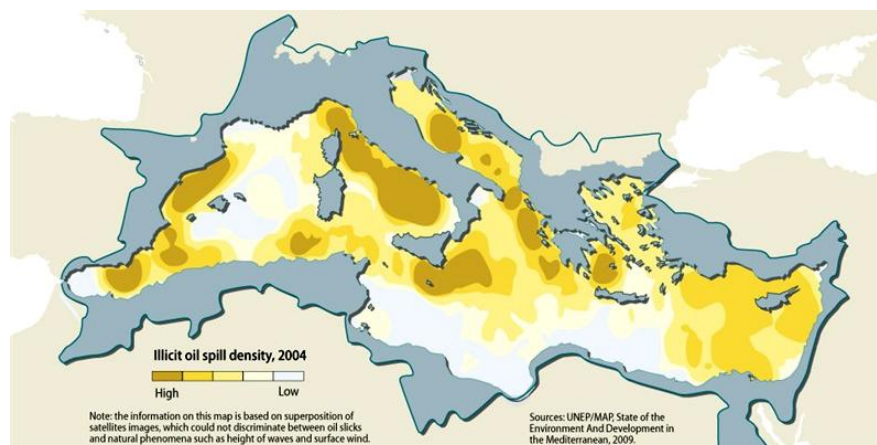 Illicit oil spill density, 2004
High
Low
Note: the information on this map is based on superposition of
satellites images, which could not discriminate between oil slicks
and natural phenomena such as height of waves and surface wind.
Sources: UNEP/MAP, State of the
Environment And Development in
the Mediterranean, 2009.